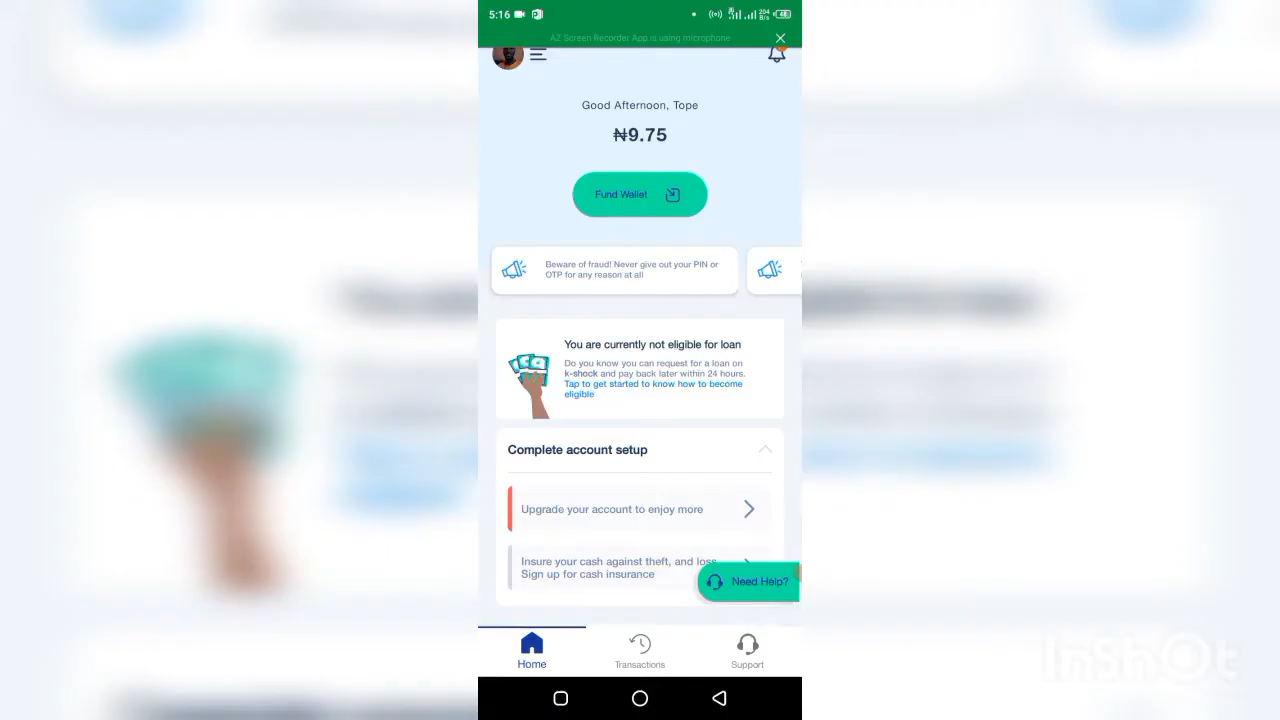 5:16
204
B/s
48
AZ Screen Recorder App is using microphone
Good Afternoon, Tope
₦9.75
Fund Wallet
Beware of fraud! Never give out your PIN or
OTP for any reason at all
You are currently not eligible for loan
Do you know you can request for a loan on
k-shock and pay back later within 24 hours.
Tap to get started to know how to become
eligible
Complete account setup
Upgrade your account to enjoy more
Insure your cash against theft, and loss
Sign up for cash insurance
Need Help?
Home
Transactions
Support
InShOt